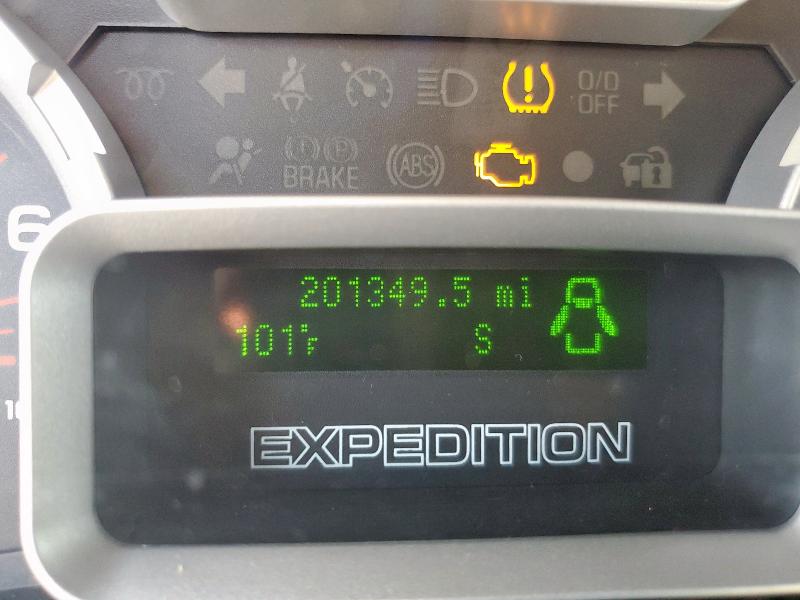 O/D
OFF
BRAKE
ABS
6
201349.5 mi
101°F
S
EXPEDITION